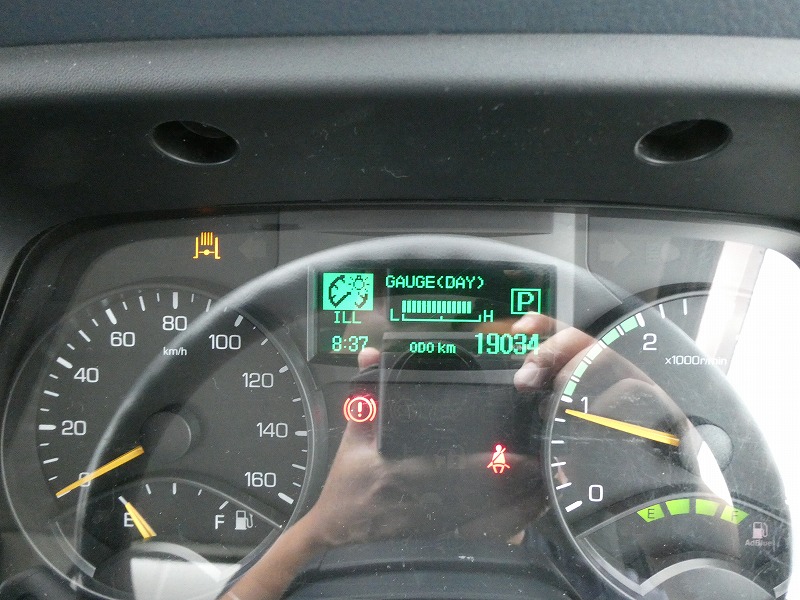 GAUGE(DAY)
ILL
L H
P
8:37 ODO km 19034
0
20
40
60
80
100
120
140
160
km/h
E F
0
1
2
x1000r/min
E F
AdBlue